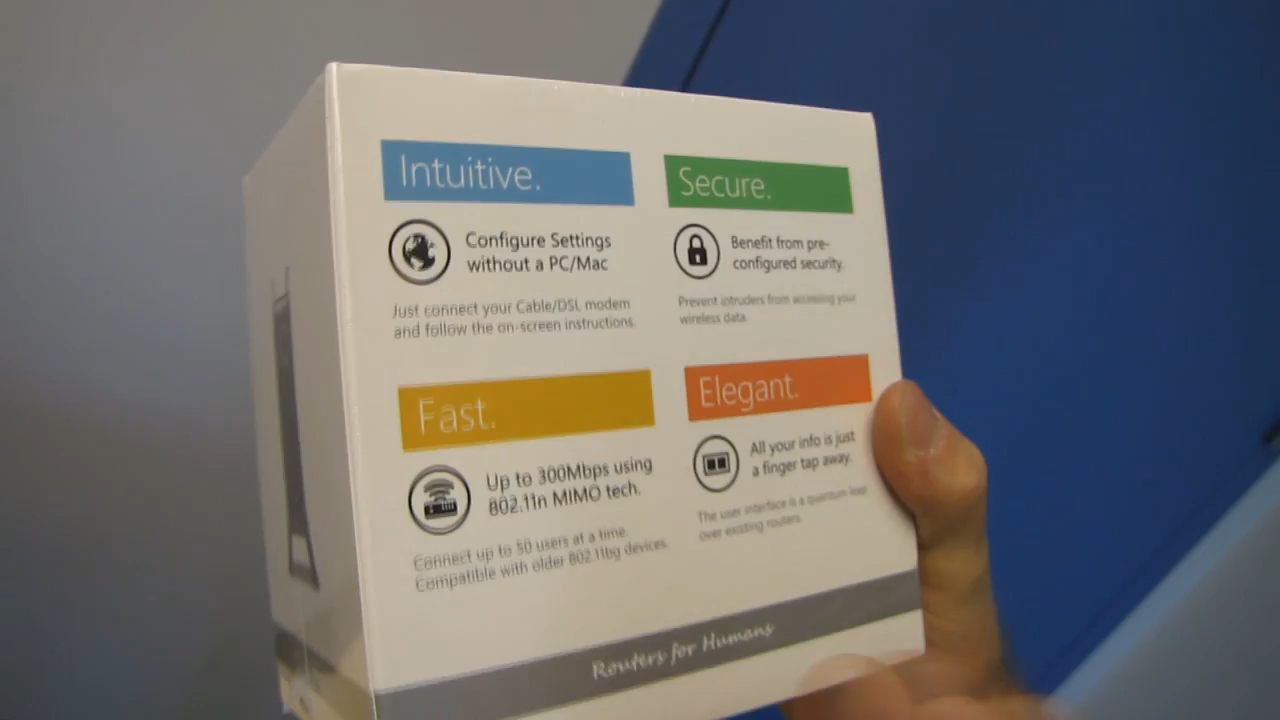 Intuitive.
Configure Settings
without a PC/Mac
Just connect your Cable/DSL modem
and follow the on-screen instructions.
Secure.
Benefit from pre-
configured security.
Prevent intruders from accessing your
wireless data.
Fast.
Up to 300Mbps using
802.11n MIMO tech.
Connect up to 50 users at a time.
Compatible with older 802.11bg devices.
Elegant.
All your info is just
a finger tap away.
The user interface is a quantum leap
over existing routers.
Routers for Humans